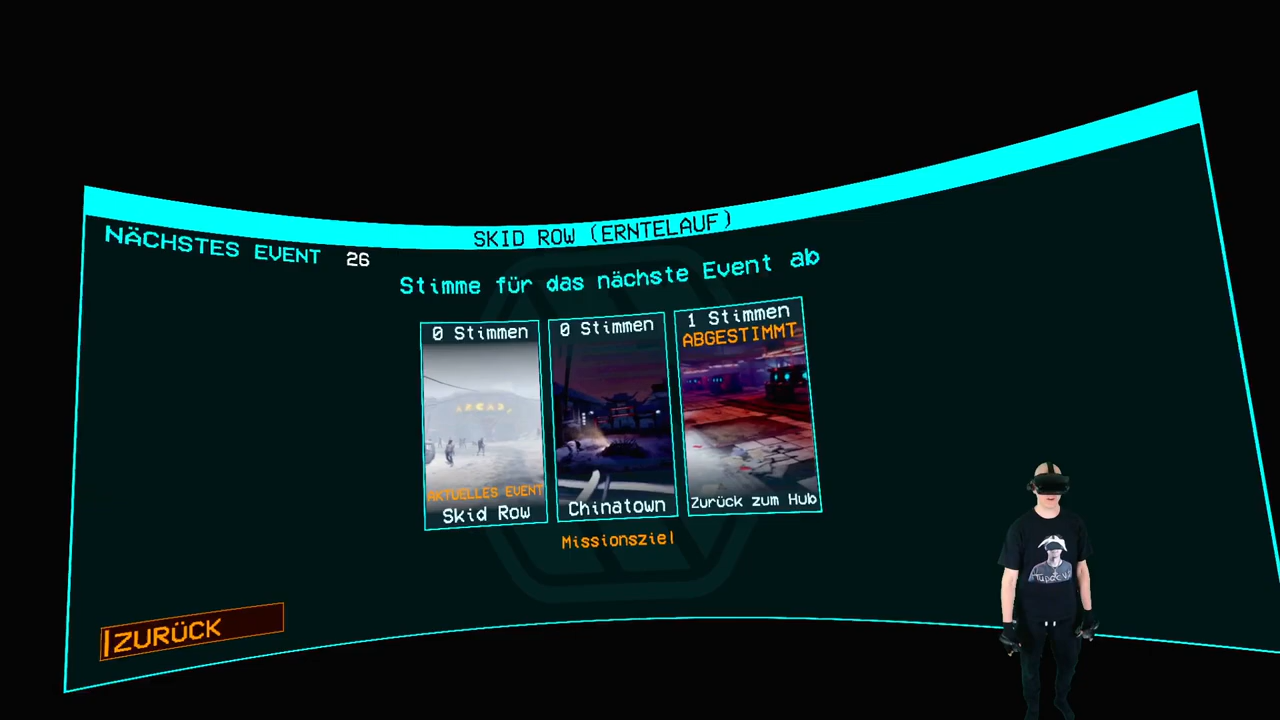 SKID ROW (ERNTELAUF)
NÄCHSTES EVENT 26
Stimme für das nächste Event ab
0 Stimmen
AKTUELLES EVENT
Skid Row
0 Stimmen
Chinatown
1 Stimmen
ABGESTIMMT
Zurück zum Hub
Missionsziel
ZURÜCK